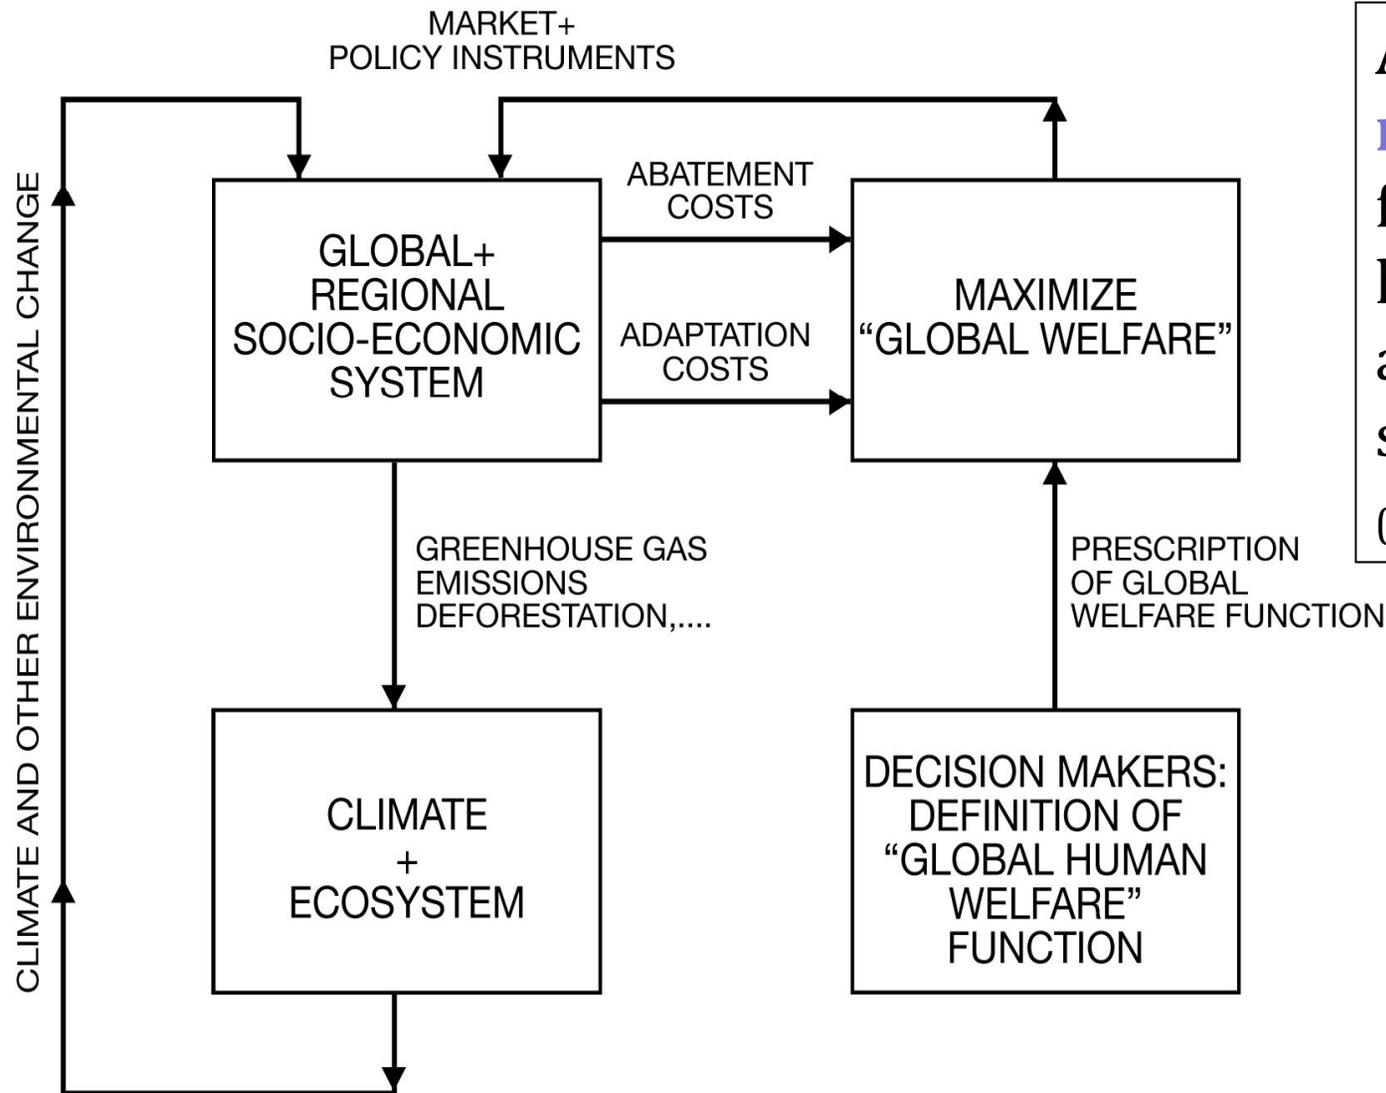 MARKET+
POLICY INSTRUMENTS
CLIMATE AND OTHER ENVIRONMENTAL CHANGE
GLOBAL+
REGIONAL
SOCIO-ECONOMIC
SYSTEM
ABATEMENT
COSTS
ADAPTATION
COSTS
MAXIMIZE
“GLOBAL WELFARE”
GREENHOUSE GAS
EMISSIONS
DEFORESTATION,....
PRESCRIPTION
OF GLOBAL
WELFARE FUNCTION
CLIMATE
+
ECOSYSTEM
DECISION MAKERS:
DEFINITION OF
“GLOBAL HUMAN
WELFARE”
FUNCTION